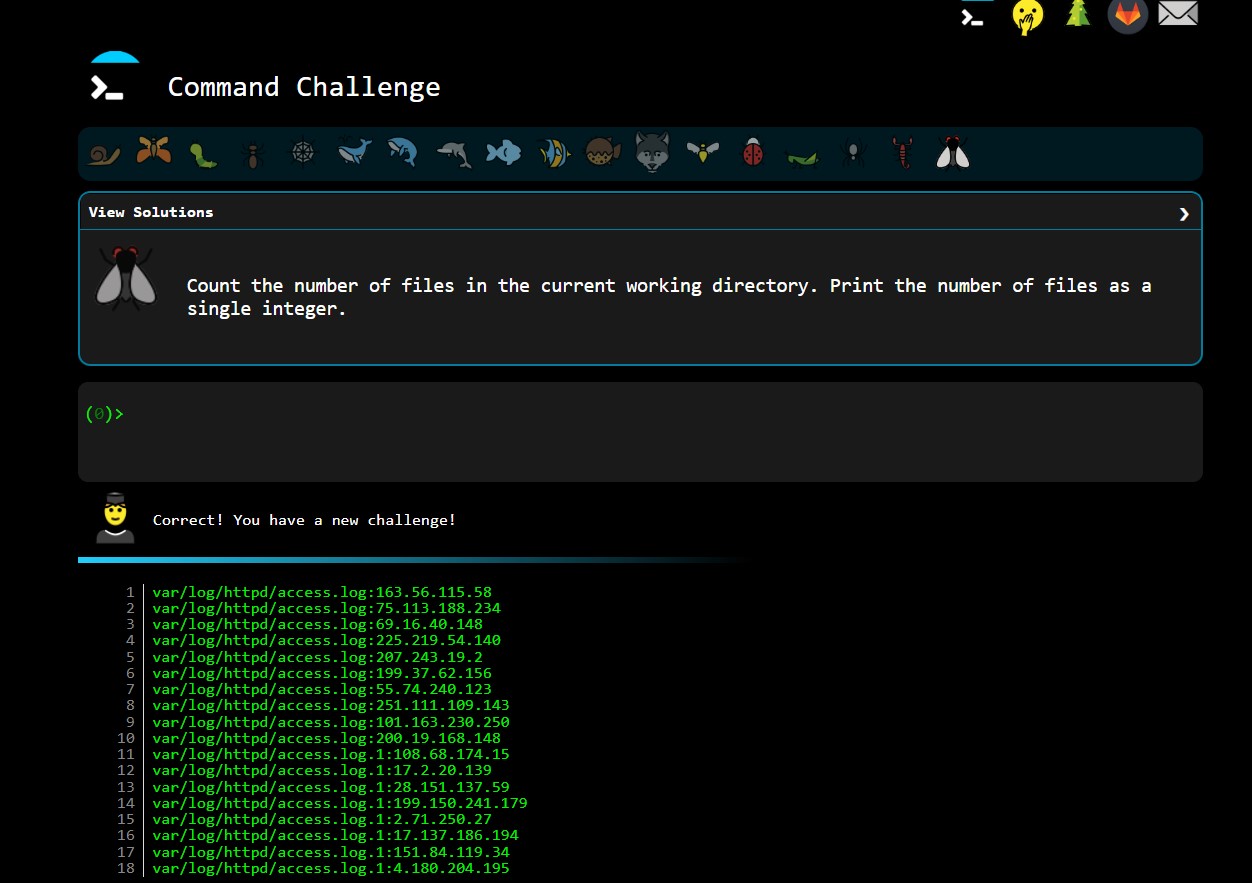 Command Challenge
View Solutions
Count the number of files in the current working directory. Print the number of files as a
single integer.
(0)>
Correct! You have a new challenge!
1 var/log/httpd/access.log:163.56.115.58
2 var/log/httpd/access.log:75.113.188.234
3 var/log/httpd/access.log:69.16.40.148
4 var/log/httpd/access.log:225.219.54.140
5 var/log/httpd/access.log:207.243.19.2
6 var/log/httpd/access.log:199.37.62.156
7 var/log/httpd/access.log:55.74.240.123
8 var/log/httpd/access.log:251.111.109.143
9 var/log/httpd/access.log:101.163.230.250
10 var/log/httpd/access.log:200.19.168.148
11 var/log/httpd/access.log.1:108.68.174.15
12 var/log/httpd/access.log.1:17.2.20.139
13 var/log/httpd/access.log.1:28.151.137.59
14 var/log/httpd/access.log.1:199.150.241.179
15 var/log/httpd/access.log.1:2.71.250.27
16 var/log/httpd/access.log.1:17.137.186.194
17 var/log/httpd/access.log.1:151.84.119.34
18 var/log/httpd/access.log.1:4.180.204.195